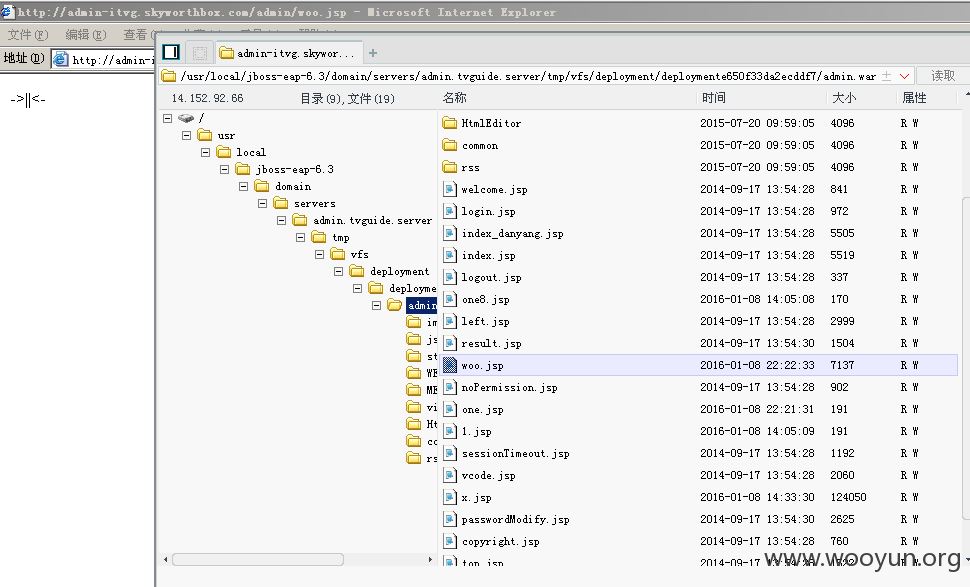 http://admin-itvg.skyworthbox.com/admin/woo.jsp - Microsoft Internet Explorer
文件(F) 编辑(E) 查看(
地址(D) http://admin-i
->||<-
admin-itvg.skywor... +
/usr/local/jboss-eap-6.3/domain/servers/admin.tvguide.server/tmp/vfs/deployment/deploymente650f33da2ecddf7/admin.war 读取
14.152.92.66 目录(9),文件(19) 名称 时间 大小 属性
/
usr
local
jboss-eap-6.3
domain
servers
admin.tvguide.server
tmp
vfs
deployment
deployme
admin
im
js
st
WE
ME
vi
Ht
co
rs
HtmlEditor 2015-07-20 09:59:05 4096 R W
common 2015-07-20 09:59:05 4096 R W
rss 2015-07-20 09:59:05 4096 R W
welcome.jsp 2014-09-17 13:54:28 841 R W
login.jsp 2014-09-17 13:54:28 972 R W
index_danyang.jsp 2014-09-17 13:54:28 5505 R W
index.jsp 2014-09-17 13:54:28 5519 R W
logout.jsp 2014-09-17 13:54:28 337 R W
one8.jsp 2016-01-08 14:05:08 170 R W
left.jsp 2014-09-17 13:54:28 2999 R W
result.jsp 2014-09-17 13:54:30 1504 R W
woo.jsp 2016-01-08 22:22:33 7137 R W
noPermission.jsp 2014-09-17 13:54:28 902 R W
one.jsp 2016-01-08 22:21:31 191 R W
1.jsp 2016-01-08 14:05:09 191 R W
sessionTimeout.jsp 2014-09-17 13:54:28 1192 R W
vcode.jsp 2014-09-17 13:54:28 2060 R W
x.jsp 2016-01-08 14:33:30 124050 R W
passwordModify.jsp 2014-09-17 13:54:30 2625 R W
copyright.jsp 2014-09-17 13:54:28 760 R W
top.jsp
www.wooyun.org